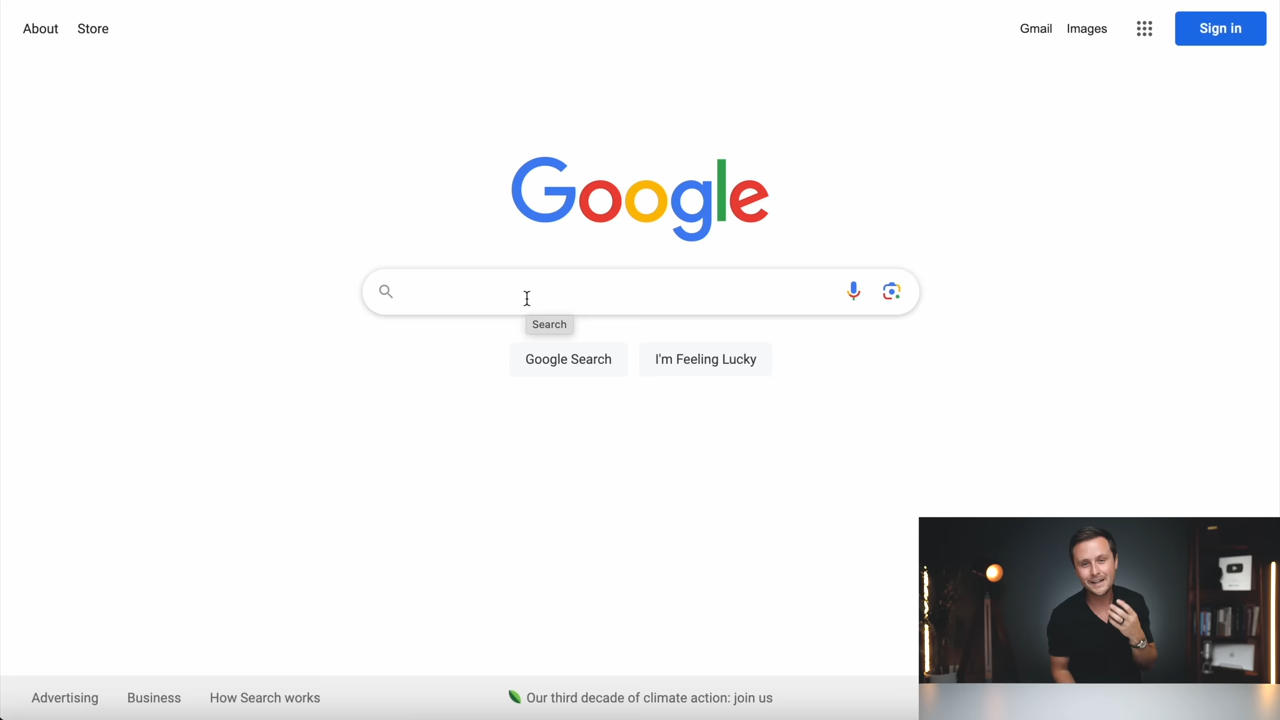 About Store
Gmail Images Sign in
Google
Search
Google Search I'm Feeling Lucky
Advertising Business How Search works Our third decade of climate action: join us